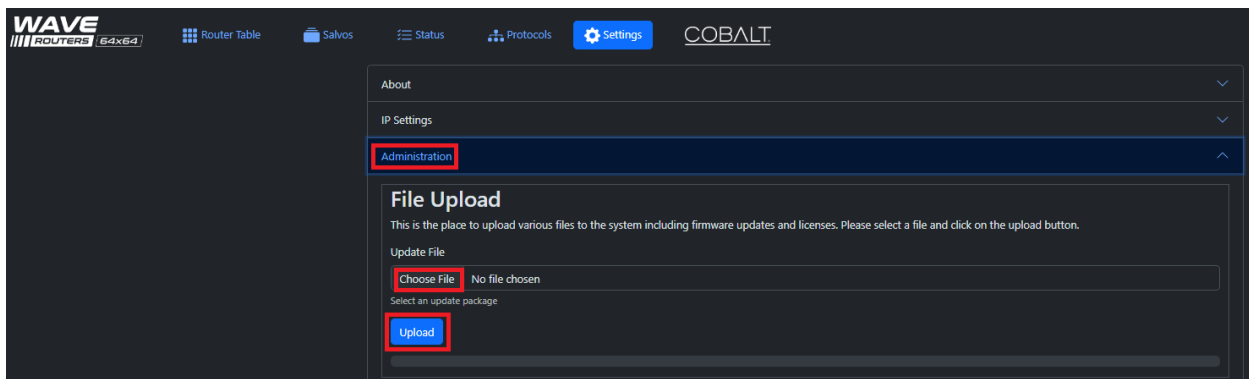 WAVE
ROUTERS 64x64
Router Table Salvos Status Protocols Settings COBALT
About
IP Settings
Administration
File Upload
This is the place to upload various files to the system including firmware updates and licenses. Please select a file and click on the upload button.
Update File
Choose File No file chosen
Select an update package
Upload